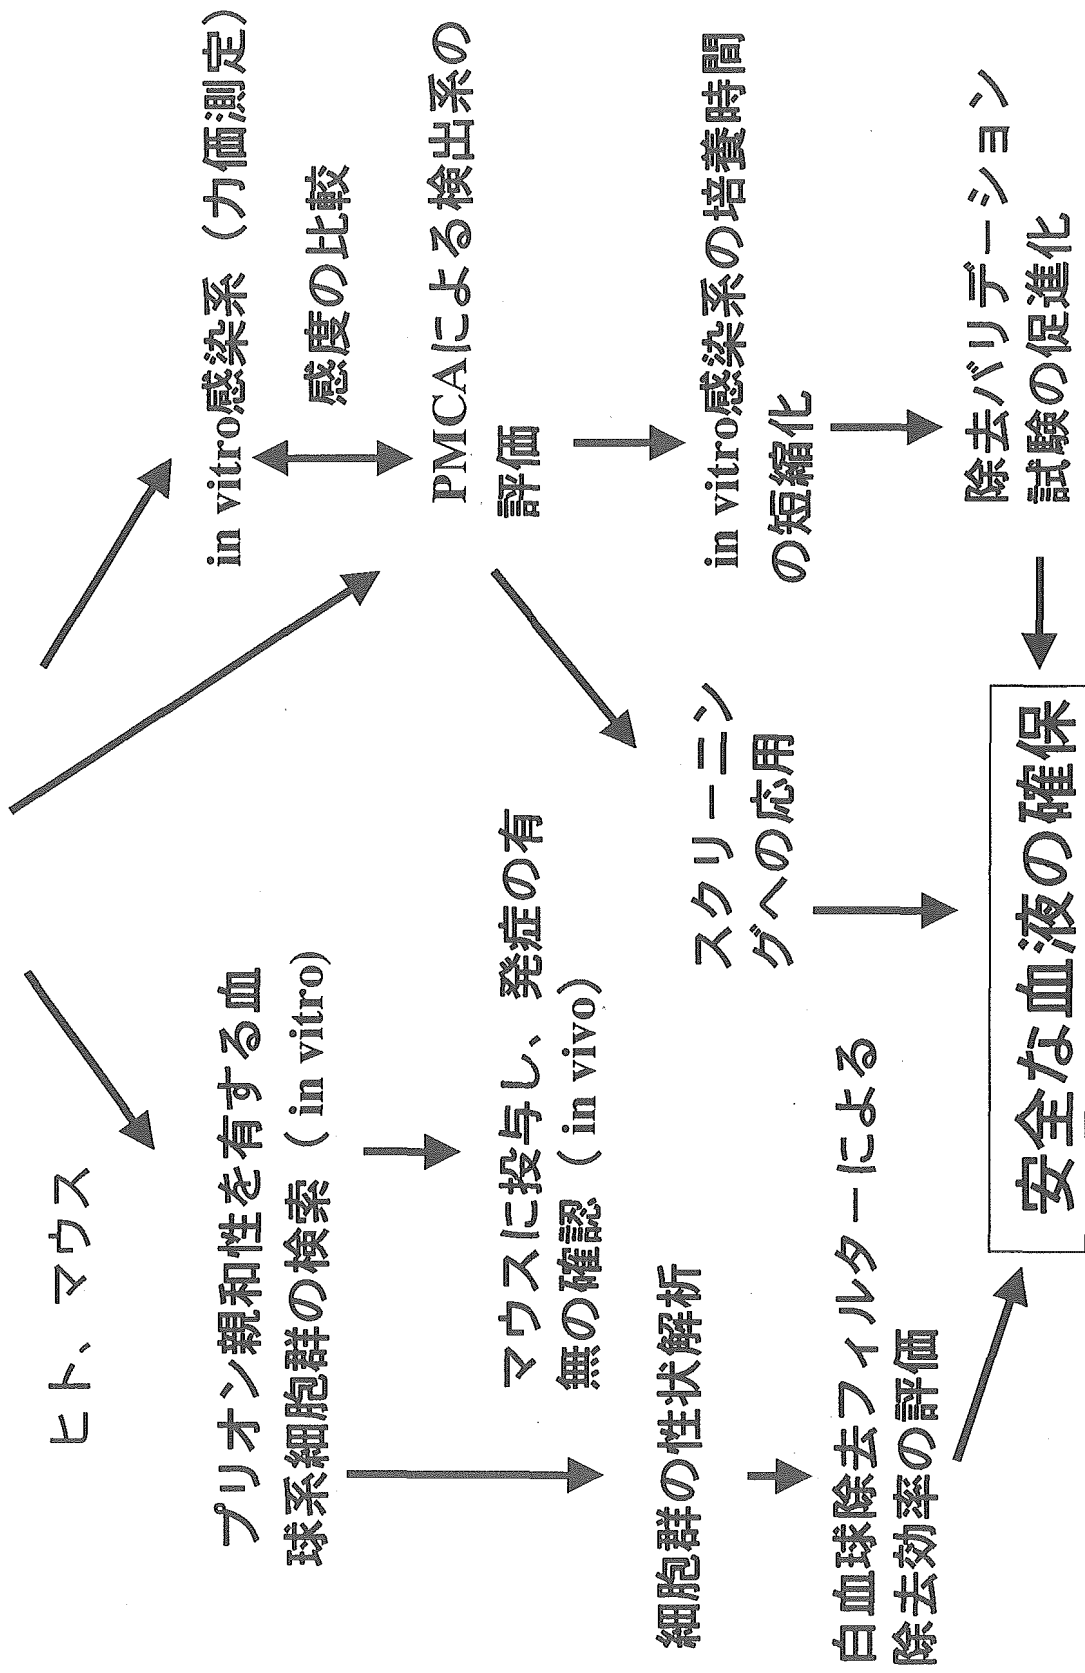 ヒト、マウス
プリオン親和性を有する血
球系細胞群の検索（in vitro)
マウスに投与し、発症の有
無の確認（in vivo）
細胞群の性状解析
白血球除去フィルターによる
除去効率の評価
in vitro感染系（力価測定）
感度の比較
PMCAによる検出系の
評価
スクリーニン
グへの応用
in vitro感染系の培養時間
の短縮化
除去バリデーション
試験の促進化
安全な血液の確保